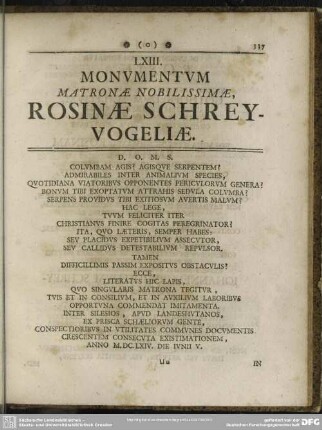 ❁ ( o ) ❁ 337
LXIII.
MONVMENTVM
MATRONÆ NOBILISSIMÆ,
ROSINÆ SCHREY-
VOGELIÆ.
D. O. M. S.
COLVMBAM AGIS? AGISQVE SERPENTEM?
ADMIRABILES INTER ANIMALIVM SPECIES,
QVOTIDIANA VIATORIBVS OPPONENTES PERICVLORVM GENERA?
BONVM TIBI EXOPTATVM ATTRAHIS SEDVLA COLVMBA?
SERPENS PROVIDVS TIBI EXITIOSVM AVERTIS MALVM?
HAC LEGE,
TVVM FELICITER ITER
CHRISTIANVS FINIRE COGITAS PEREGRINATOR?
ITA, QVO LÆTERIS, SEMPER HABES:
SEV PLACIDVS EXPETIBILIVM ASSECVTOR,
SEV CALLIDVS DETESTABILIVM REPVLSOR,
TAMEN
DIFFICILLIMIS PASSIM EXPOSITVS OBSTACVLIS?
ECCE,
LITERATVS HIC LAPIS,
QVO SINGVLARIS MATRONA TEGITVR,
TVIS ET IN CONSILIVM, ET IN AVXILIVM LABORIBVS
OPPORTVNA COMMENDAT IMITAMENTA.
INTER SILESIOS, APVD LANDESHVTANOS,
EX PRISCA SCHÆLIORVM GENTE,
CONSPECTIORIBVS IN VTILITATES COMMVNES DOCVMENTIS
CRESCENTEM CONSECVTA EXISTIMATIONEM,
ANNO M.DC.LXIV. DIE IVNII V.
Uu IN